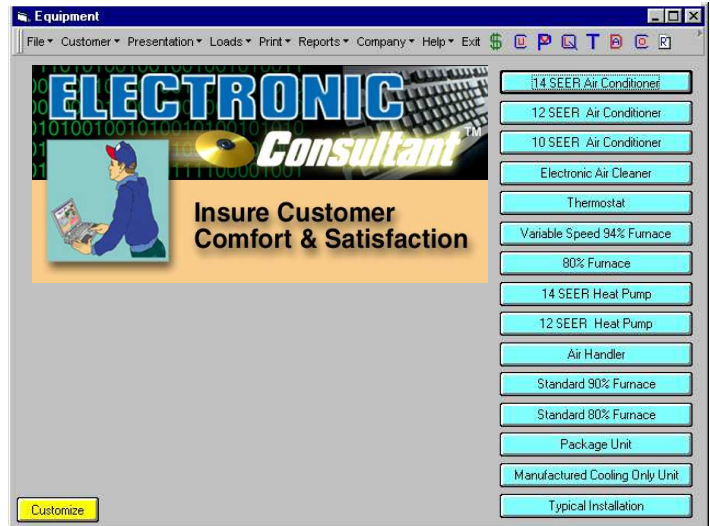 Equipment
File Customer Presentation Loads Print Reports Company Help Exit
ELECTRONIC
Consultant™
Insure Customer
Comfort & Satisfaction
14 SEER Air Conditioner
12 SEER Air Conditioner
10 SEER Air Conditioner
Electronic Air Cleaner
Thermostat
Variable Speed 94% Furnace
80% Furnace
14 SEER Heat Pump
12 SEER Heat Pump
Air Handler
Standard 90% Furnace
Standard 80% Furnace
Package Unit
Manufactured Cooling Only Unit
Typical Installation
Customize